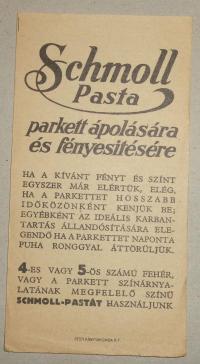 Schmoll
Pasta
parkett ápolására
és fényesitésére
HA A KÍVÁNT FÉNYT ÉS SZÍNT
EGYSZER MÁR ELÉRTÜK, ELÉG,
HA A PARKETTET HOSSZABB
IDŐKÖZÖNKÉNT KENJÜK BE;
EGYÉBKÉNT AZ IDEÁLIS KARBAN-
TARTÁS ÁLLANDÓSÍTÁSÁRA ELE-
GENDŐ HA A PARKETTET NAPONTA
PUHA RONGGYAL ÁTTÖRÜLJÜK.
4-ES VAGY 5-ÖS SZÁMÚ FEHÉR,
VAGY A PARKETT SZÍNÁRNYA-
LATÁNAK MEGFELELŐ SZÍNŰ
SCHMOLL-PASTÁT HASZNÁLJUNK